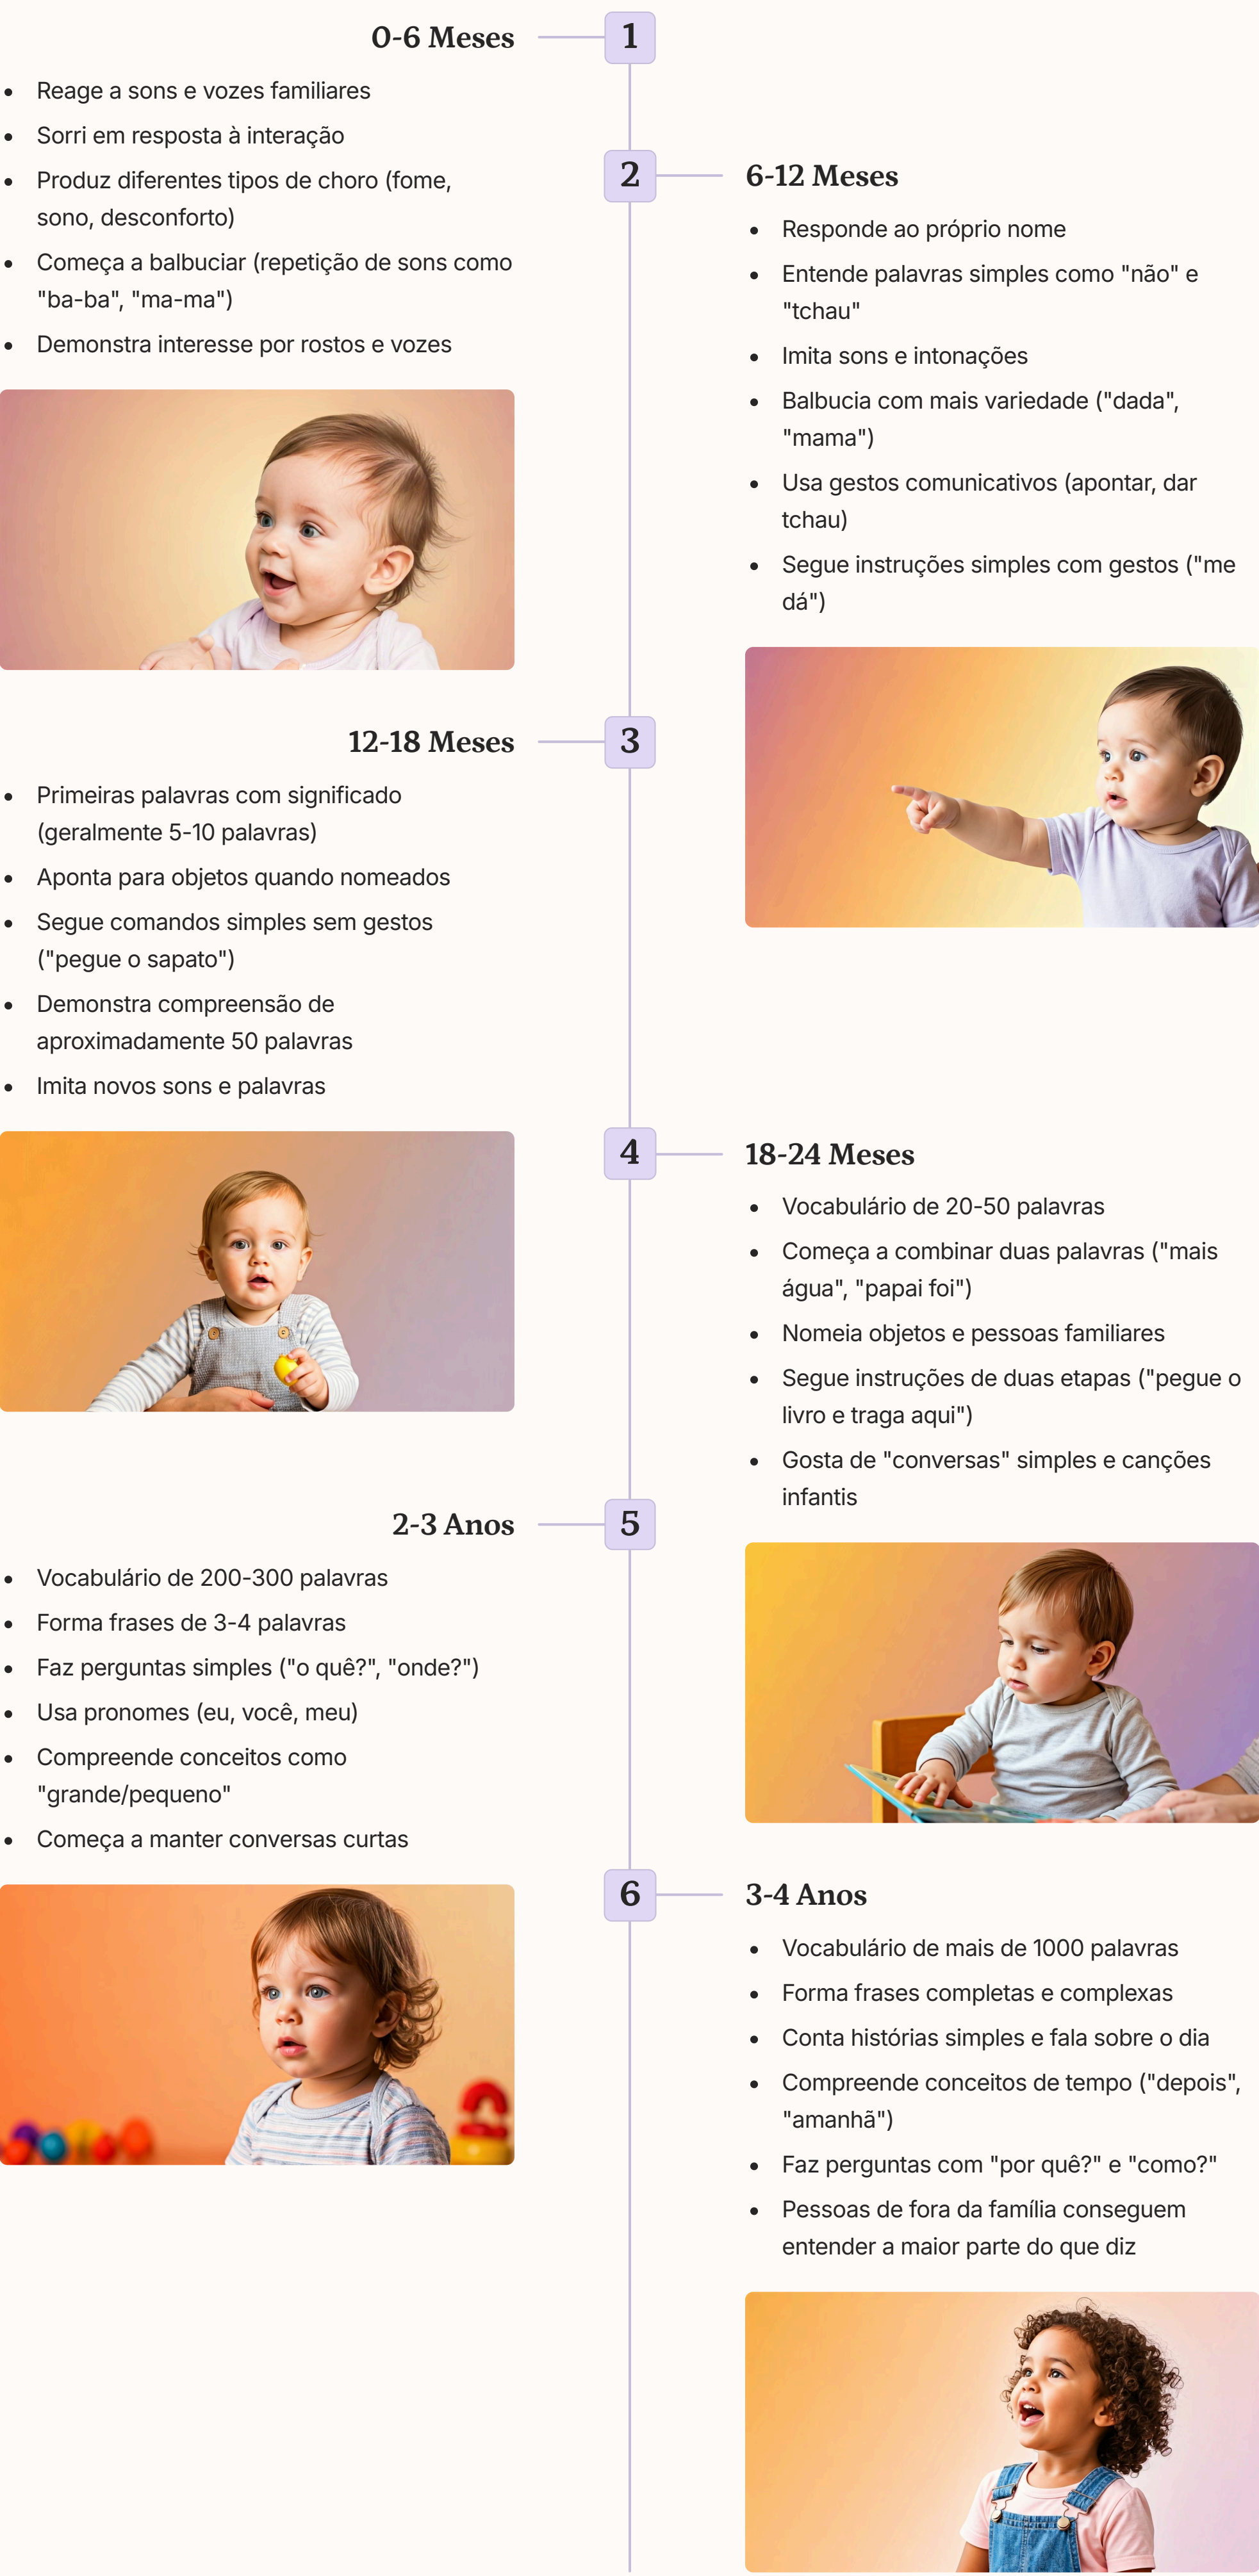 0-6 Meses
1
• Reage a sons e vozes familiares
• Sorri em resposta à interação
• Produz diferentes tipos de choro (fome,
sono, desconforto)
• Começa a balbuciar (repetição de sons como
"ba-ba", "ma-ma")
• Demonstra interesse por rostos e vozes
2
6-12 Meses
• Responde ao próprio nome
• Entende palavras simples como "não" e
"tchau"
• Imita sons e intonações
• Balbucia com mais variedade ("dada",
"mama")
• Usa gestos comunicativos (apontar, dar
tchau)
• Segue instruções simples com gestos ("me
dá")
12-18 Meses
3
• Primeiras palavras com significado
(geralmente 5-10 palavras)
• Aponta para objetos quando nomeados
• Segue comandos simples sem gestos
("pegue o sapato")
• Demonstra compreensão de
aproximadamente 50 palavras
• Imita novos sons e palavras
4
18-24 Meses
• Vocabulário de 20-50 palavras
• Começa a combinar duas palavras ("mais
água", "papai foi")
• Nomeia objetos e pessoas familiares
• Segue instruções de duas etapas ("pegue o
livro e traga aqui")
• Gosta de "conversas" simples e canções
infantis
2-3 Anos
5
• Vocabulário de 200-300 palavras
• Forma frases de 3-4 palavras
• Faz perguntas simples ("o quê?", "onde?")
• Usa pronomes (eu, você, meu)
• Compreende conceitos como
"grande/pequeno"
• Começa a manter conversas curtas
6
3-4 Anos
• Vocabulário de mais de 1000 palavras
• Forma frases completas e complexas
• Conta histórias simples e fala sobre o dia
• Compreende conceitos de tempo ("depois",
"amanhã")
• Faz perguntas com "por quê?" e "como?"
• Pessoas de fora da família conseguem
entender a maior parte do que diz